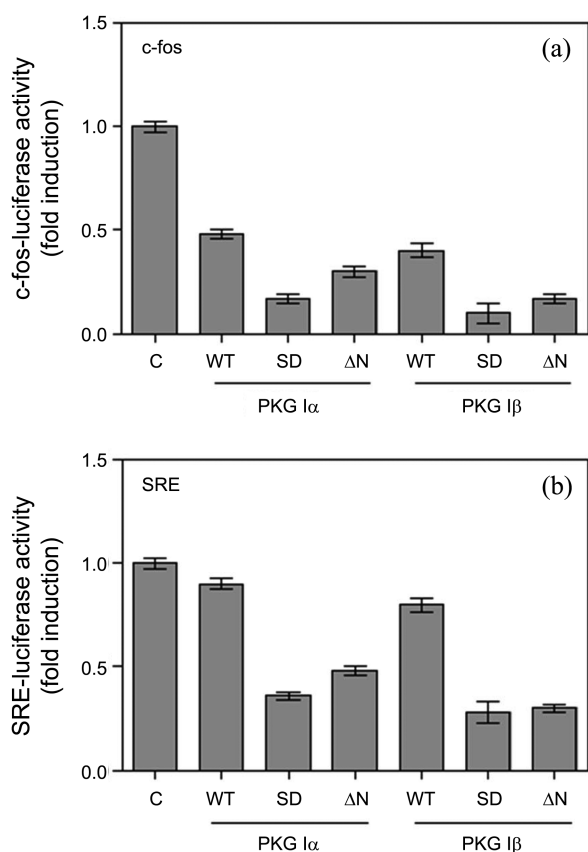 1.5
c-fos
(a)
1.0
0.5
0.0
c-fos-luciferase activity
(fold induction)
C WT SD ΔN WT SD ΔN
PKG Iα PKG Iβ
1.5
SRE
(b)
1.0
0.5
0.0
SRE-luciferase activity
(fold induction)
C WT SD ΔN WT SD ΔN
PKG Iα PKG Iβ